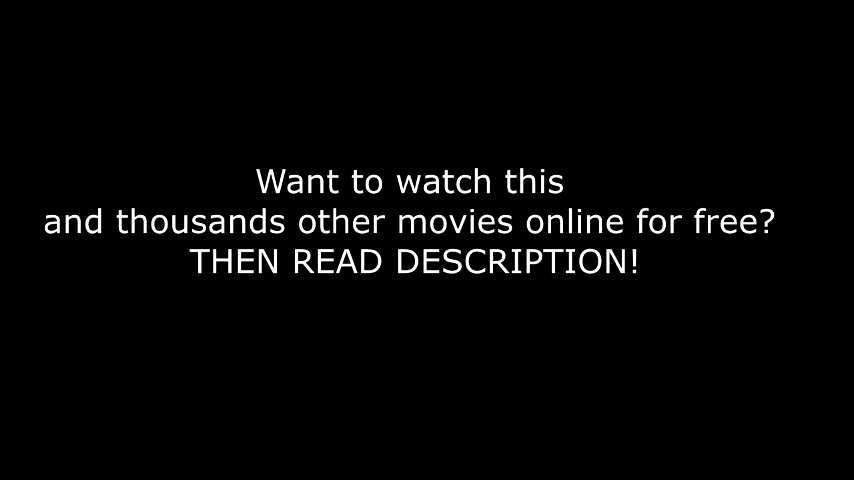 Want to watch this
and thousands other movies online for free?
THEN READ DESCRIPTION!